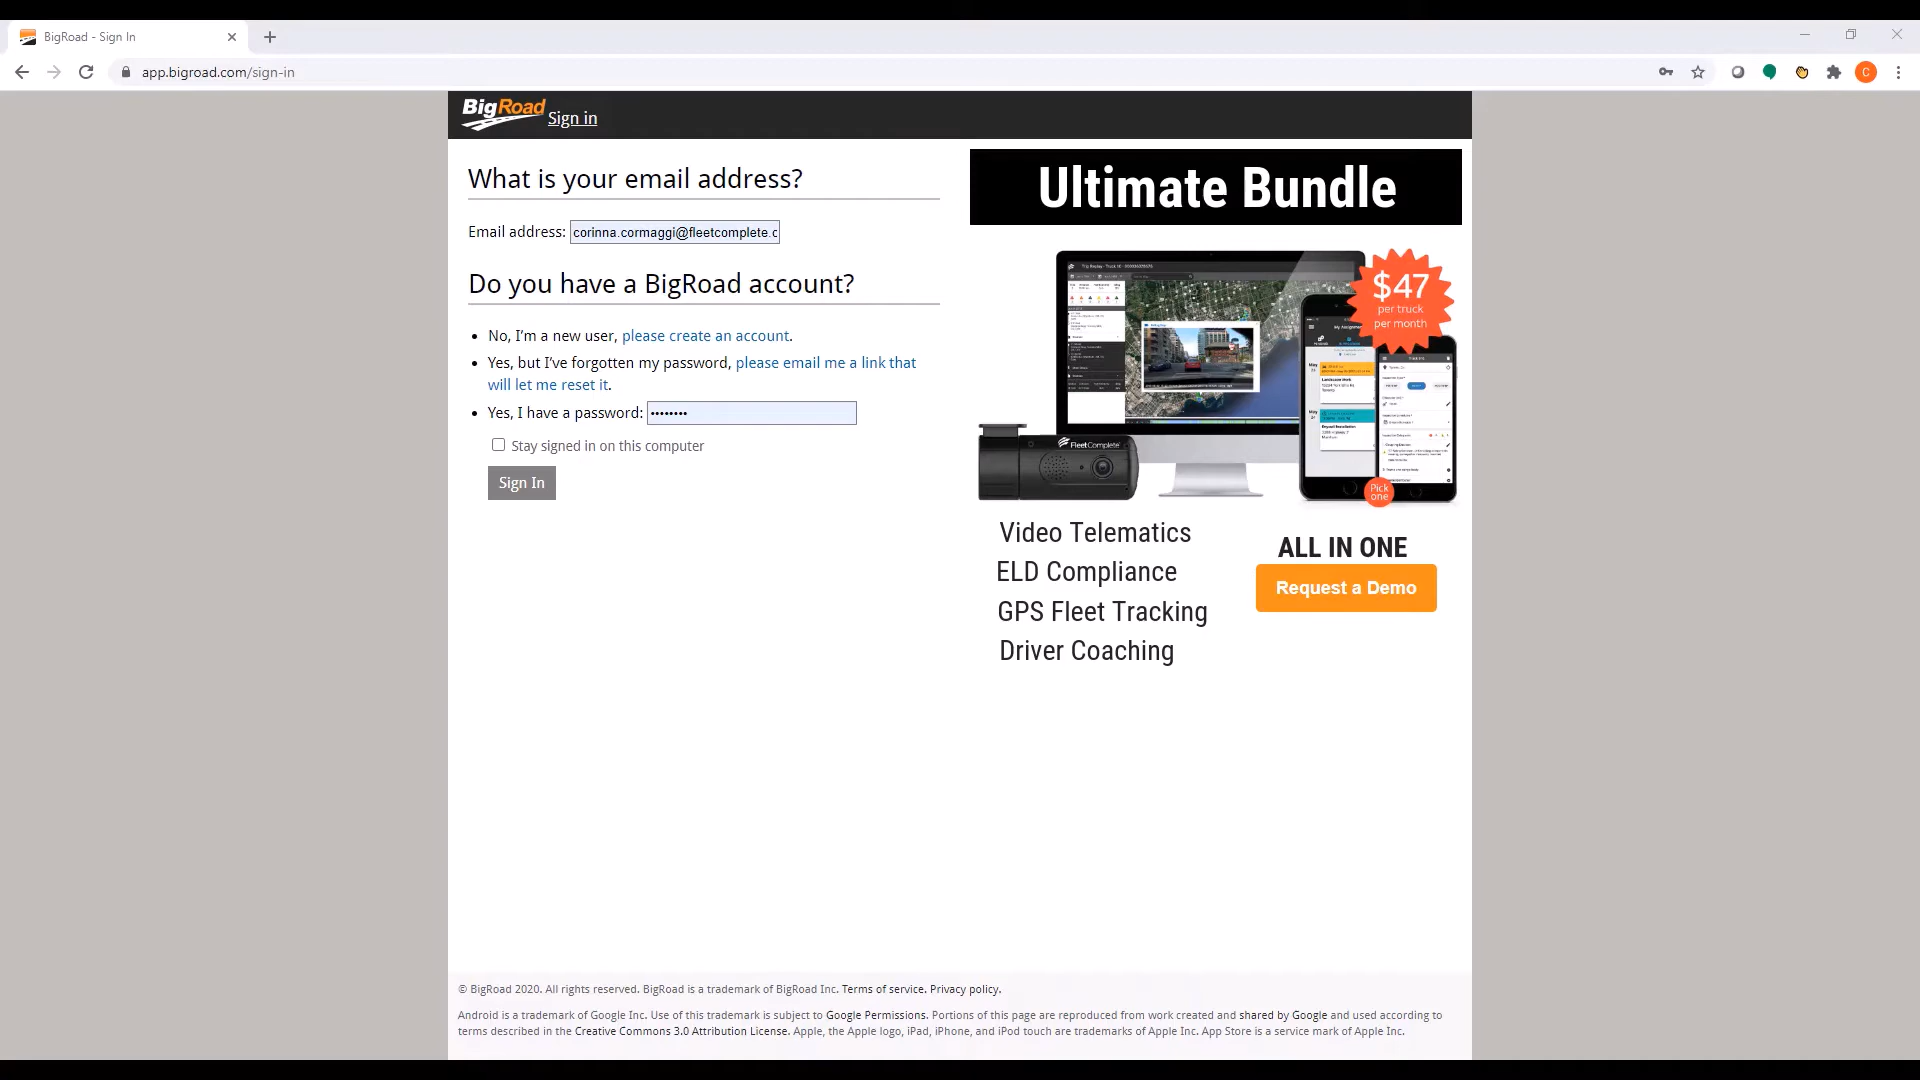 BigRoad - Sign In
app.bigroad.com/sign-in
C
BigRoad Sign in
What is your email address?
Email address: corinna.cormaggi@fleetcomplete.c
Do you have a BigRoad account?
No, I'm a new user, please create an account.
Yes, but I've forgotten my password, please email me a link that
will let me reset it.
Yes, I have a password: ••••••••
Stay signed in on this computer
Sign In
Ultimate Bundle
$47
per truck
per month
FleetComplete
Pick
one
Video Telematics
ELD Compliance
GPS Fleet Tracking
Driver Coaching
ALL IN ONE
Request a Demo
© BigRoad 2020. All rights reserved. BigRoad is a trademark of BigRoad Inc. Terms of service. Privacy policy.
Android is a trademark of Google Inc. Use of this trademark is subject to Google Permissions. Portions of this page are reproduced from work created and shared by Google and used according to
terms described in the Creative Commons 3.0 Attribution License. Apple, the Apple logo, iPad, iPhone, and iPod touch are trademarks of Apple Inc. App Store is a service mark of Apple Inc.